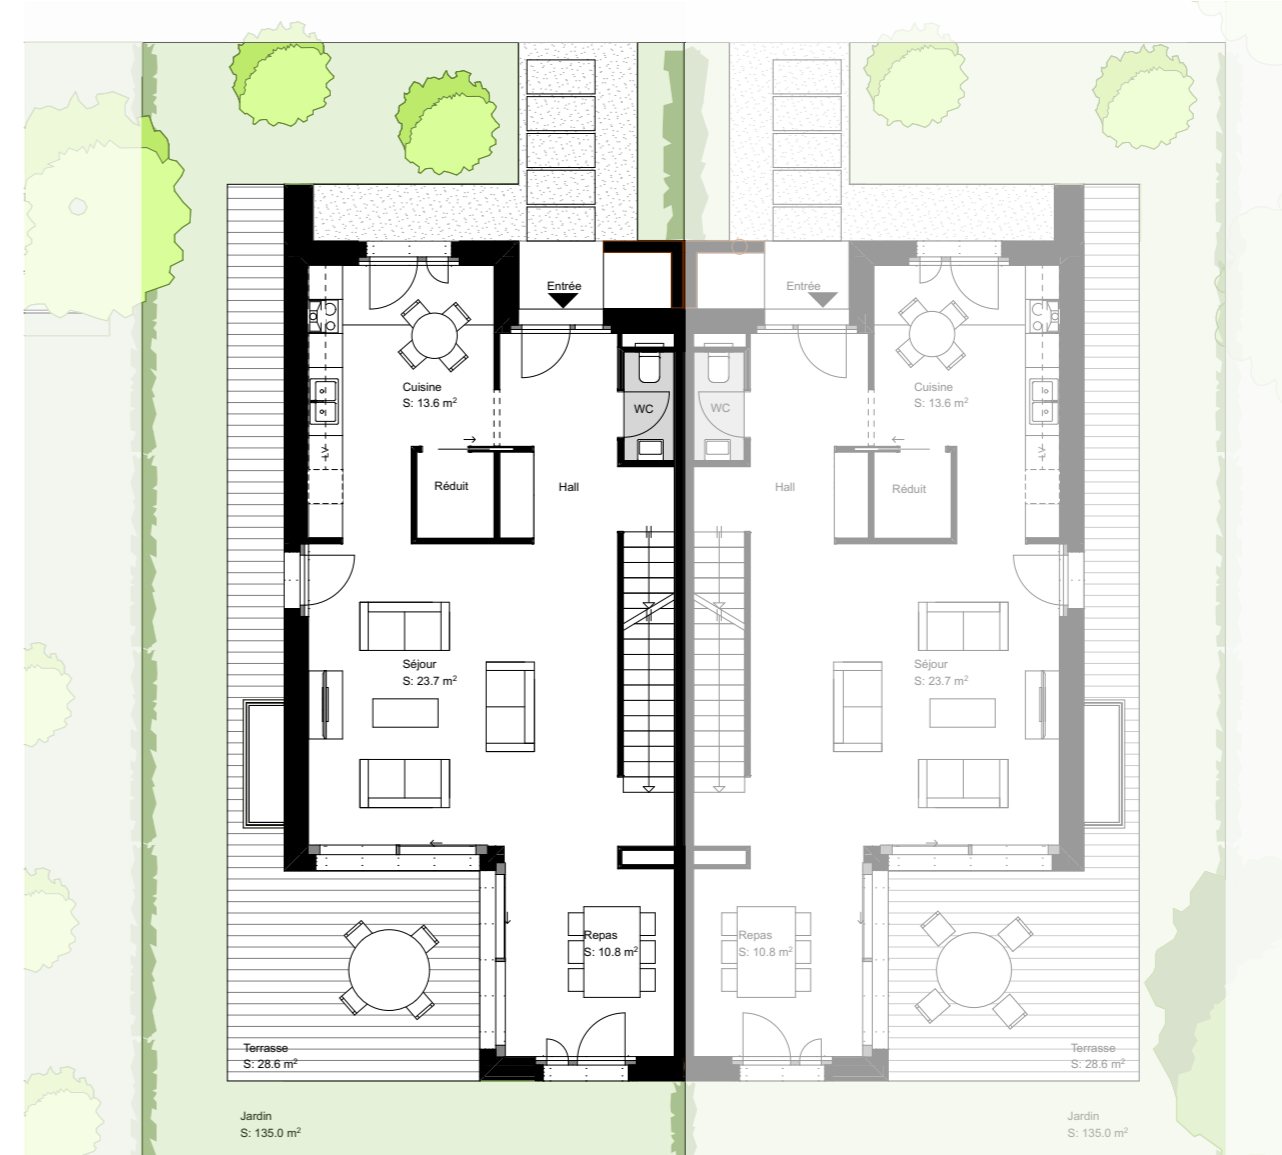 Entrée
Entrée
Cuisine
S: 13.6 m²
Cuisine
S: 13.6 m²
WC
WC
Réduit
Hall
Hall
Réduit
LV
LV
Séjour
S: 23.7 m²
Séjour
S: 23.7 m²
Repas
S: 10.8 m²
Repas
S: 10.8 m²
Terrasse
S: 28.6 m²
Terrasse
S: 28.6 m²
Jardin
S: 135.0 m²
Jardin
S: 135.0 m²